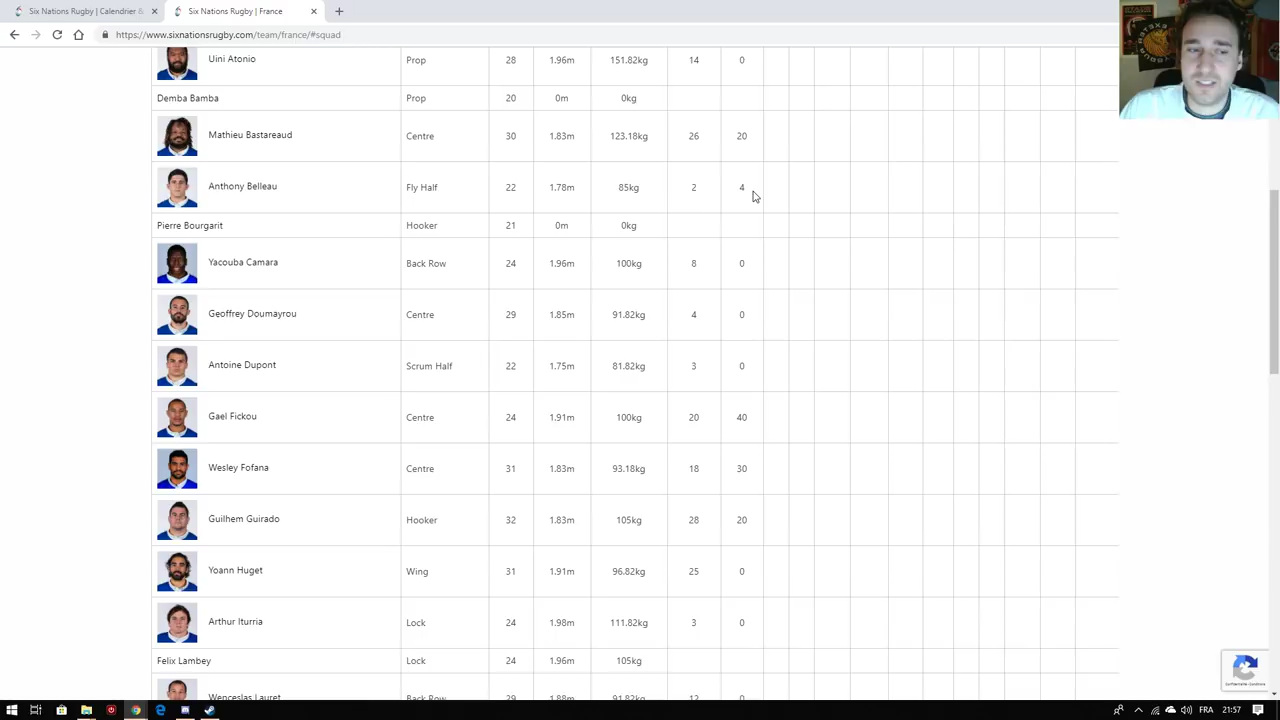 Six Nations Rugby | Calendrier &
Six Nations Rugby | France
https://www.sixnationsrugby.com/team/france/#squad
Uini Atonio Prop 28 1.96m 151.82kg 14 0
Demba Bamba Prop 20 0m 0kg
Mathieu Bastareaud Centre 30 1.83m 123.18kg 26 20
Anthony Belleau Fly Half 22 1.78m 85kg 2 4
Pierre Bourgarit Hooker 21 0m 0kg
Yacouba Camara Back Row 24 1.96m 100kg 8 0
Geoffrey Doumayrou Centre 29 1.85m 91.82kg 4 0
Antoine Dupont Scrum Half 22 1.75m 81.82kg 3 0
Gael Fickou Centre 24 1.91m 100kg 20 40
Wesley Fofana Centre 31 1.83m 93.18kg 18 30
Guilhem Guirado Hooker 32 1.83m 105kg 28 20
Yoann Huget Wing 31 1.91m 96.82kg 25 0
Arthur Iturria Lock 24 1.98m 111.82kg 3 0
Felix Lambey Lock 24 1.96m 105kg
Wenceslas Lauret Back Row 12 0
FRA 21:57